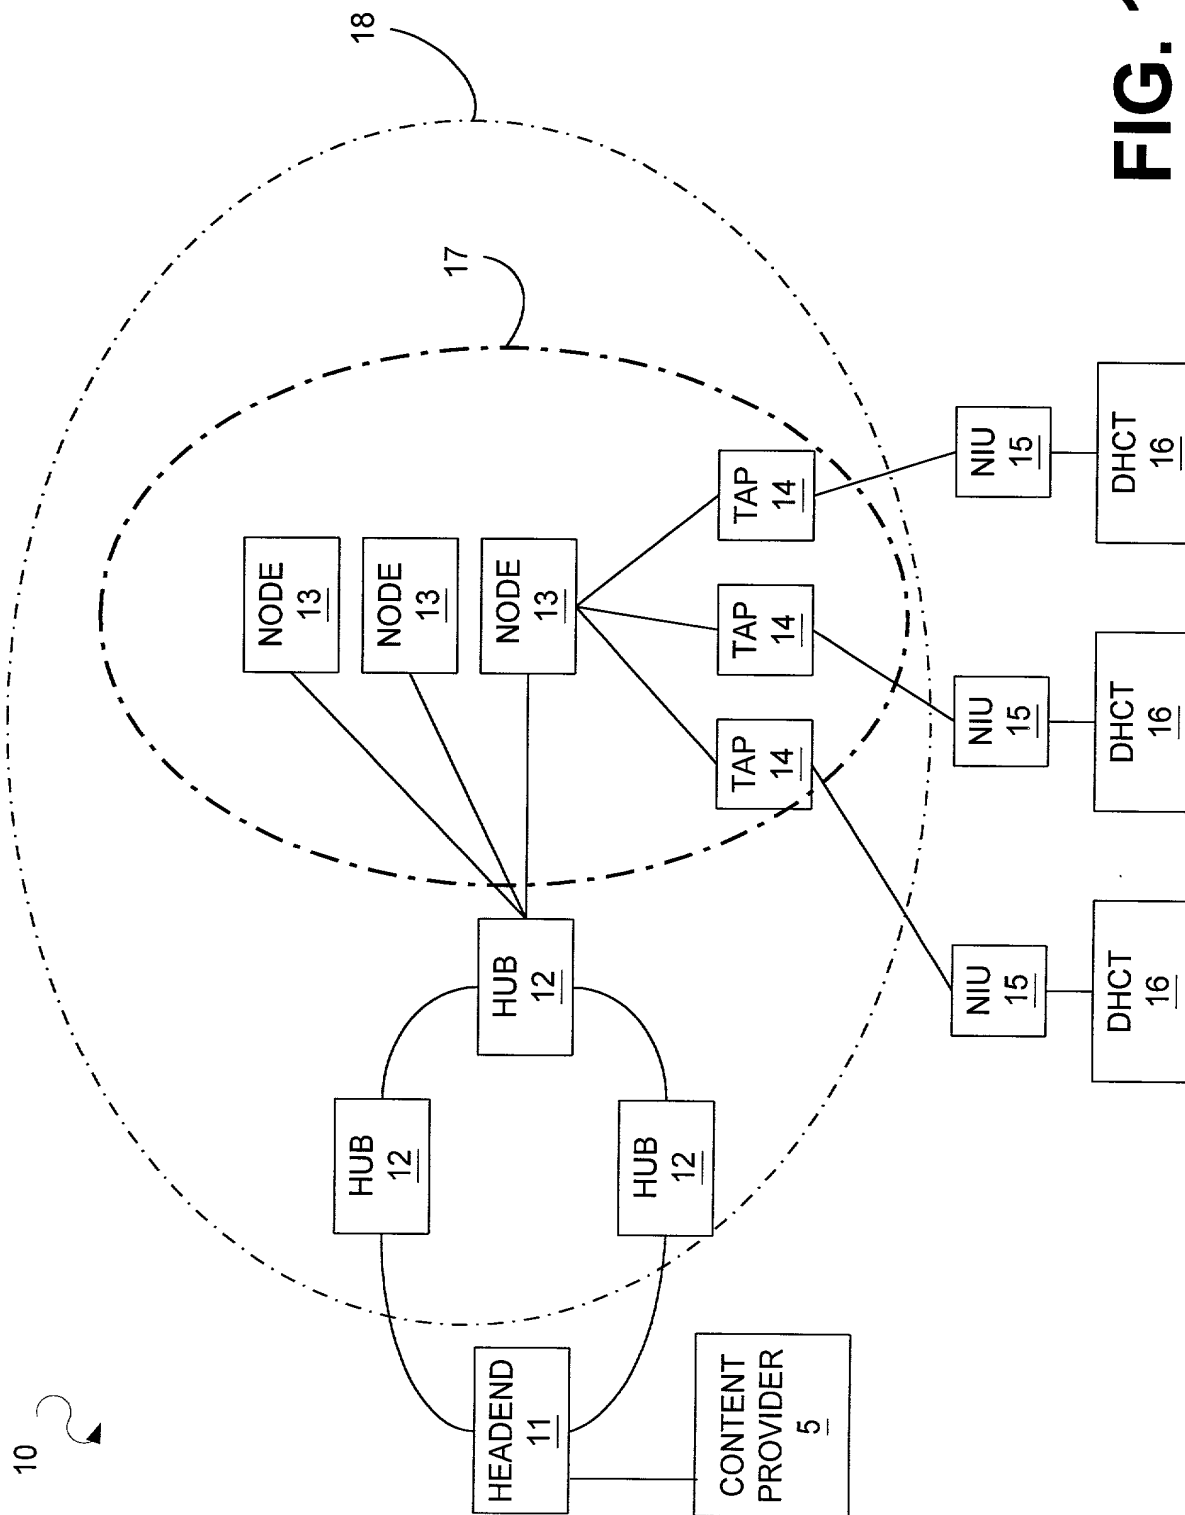 10
NODE
13
18
HUB
12
NODE
13
17
HEADEND
11
HUB
12
NODE
13
HUB
12
CONTENT
PROVIDER
5
TAP
14
TAP
14
TAP
14
NIU
15
NIU
15
NIU
15
DHCT
16
DHCT
16
DHCT
16
FIG.